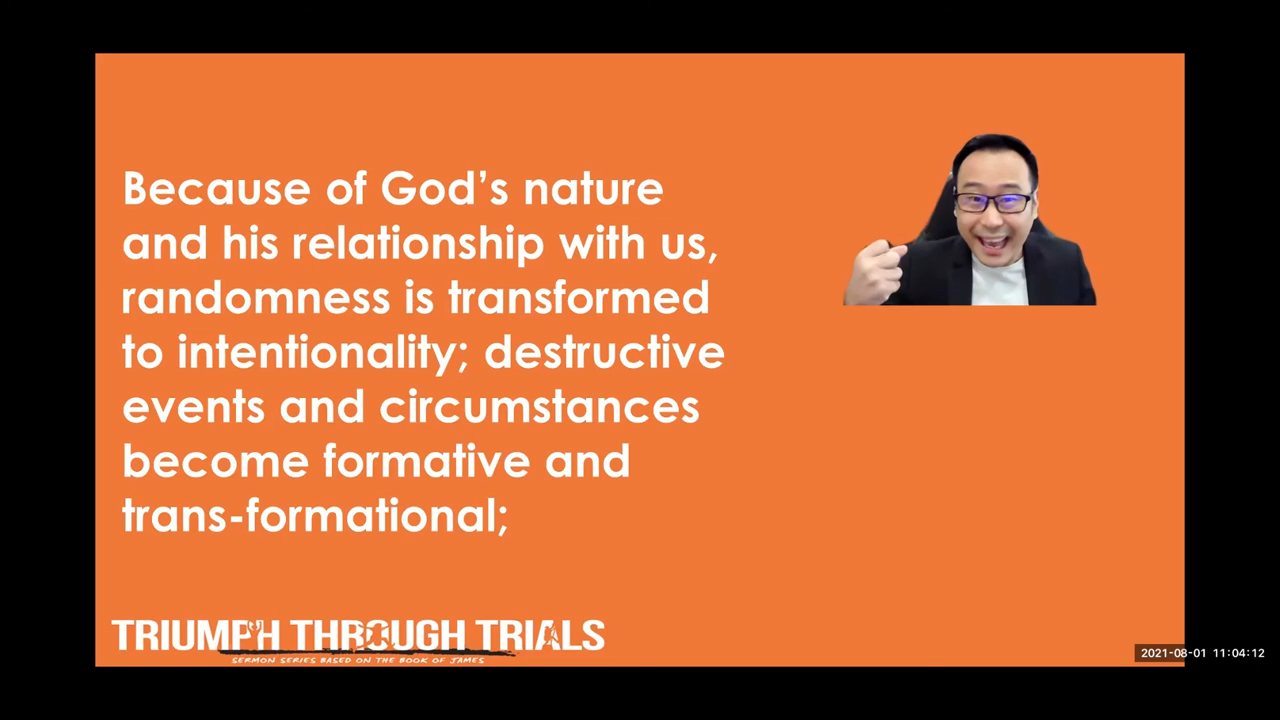 Because of God's nature
and his relationship with us,
randomness is transformed
to intentionality; destructive
events and circumstances
become formative and
trans-formational;
TRIUMPH THROUGH TRIALS
SERMON SERIES BASED ON THE BOOK OF JAMES
2021-08-01 11:04:12